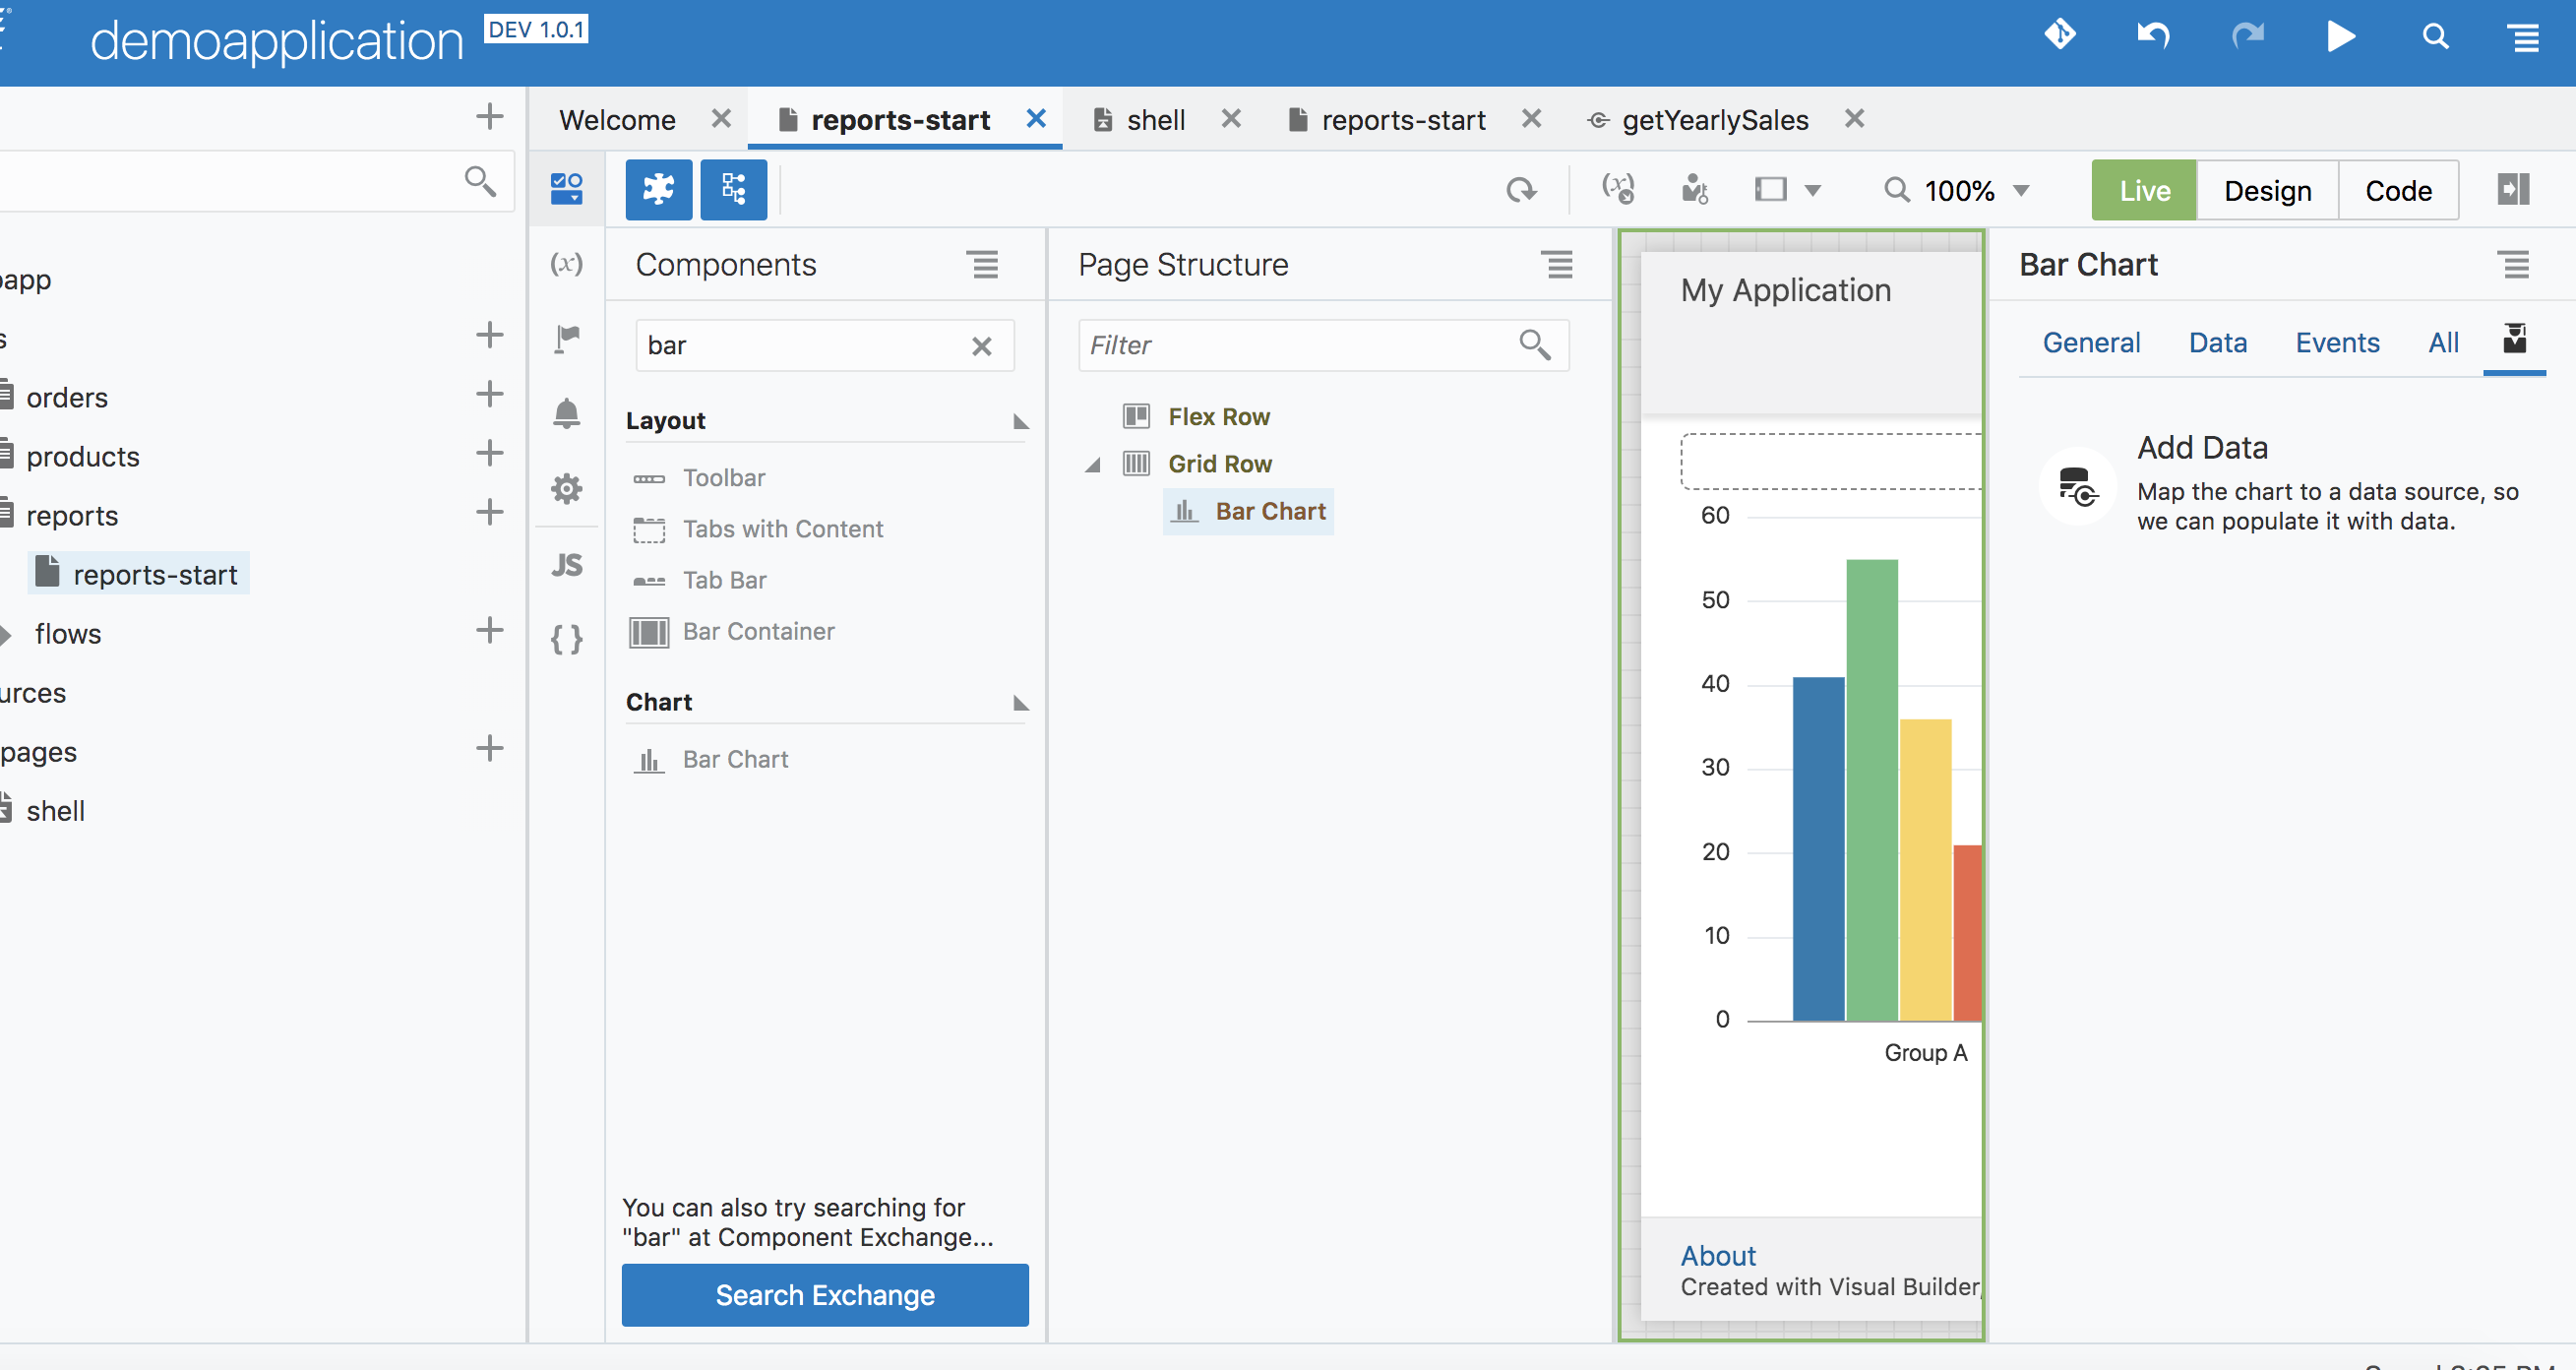 demoapplication DEV 1.0.1
Welcome reports-start shell reports-start getYearlySales
100% Live Design Code
app
s
orders
products
reports
reports-start
flows
urces
pages
shell
(x)
JS
{ }
Components
bar
Layout
Toolbar
Tabs with Content
Tab Bar
Bar Container
Chart
Bar Chart
You can also try searching for
"bar" at Component Exchange...
Search Exchange
Page Structure
Filter
Flex Row
Grid Row
Bar Chart
My Application
60
50
40
30
20
10
0
Group A
About
Created with Visual Builder,
Bar Chart
General Data Events All
Add Data
Map the chart to a data source, so
we can populate it with data.